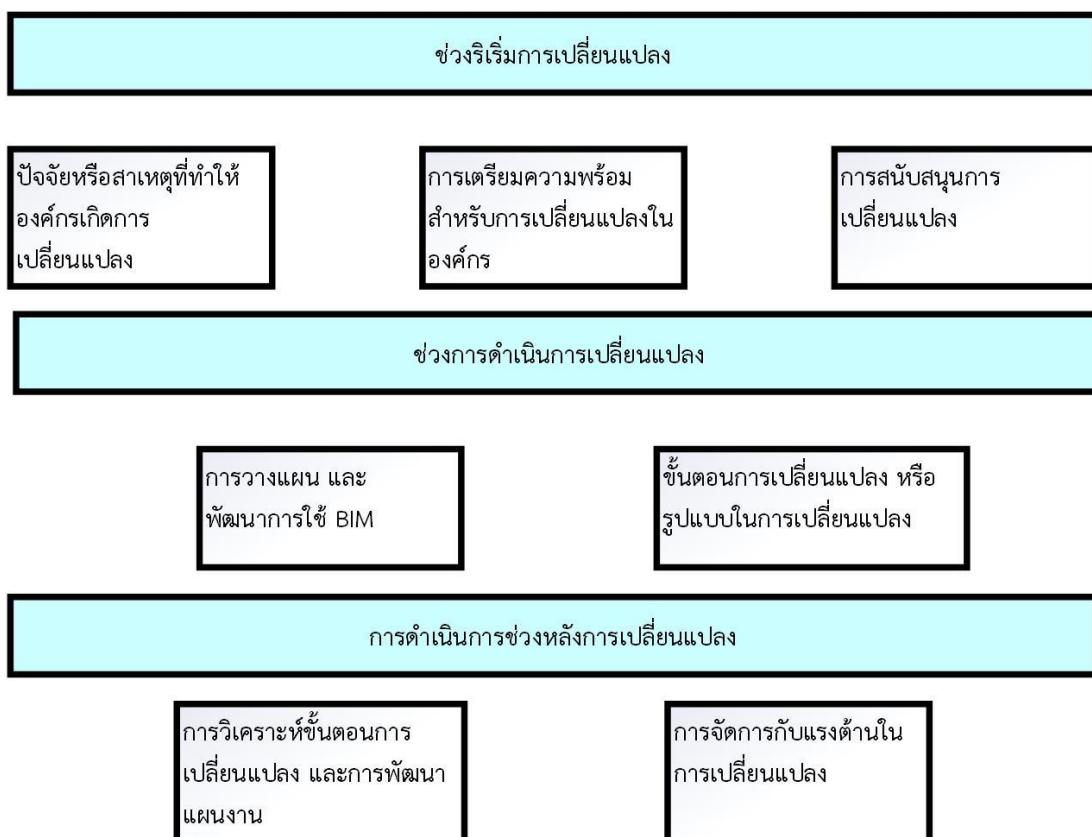 ช่วงริเริ่มการเปลี่ยนแปลง
ปัจจัยหรือสาเหตุที่ทำให้
องค์กรเกิดการ
เปลี่ยนแปลง
การเตรียมความพร้อม
สำหรับการเปลี่ยนแปลงใน
องค์กร
การสนับสนุนการ
เปลี่ยนแปลง
ช่วงการดำเนินการเปลี่ยนแปลง
การวางแผน และ
พัฒนาการใช้ BIM
ขั้นตอนการเปลี่ยนแปลง หรือ
รูปแบบในการเปลี่ยนแปลง
การดำเนินการช่วงหลังการเปลี่ยนแปลง
การวิเคราะห์ขั้นตอนการ
เปลี่ยนแปลง และการพัฒนา
แผนงาน
การจัดการกับแรงต้านใน
การเปลี่ยนแปลง